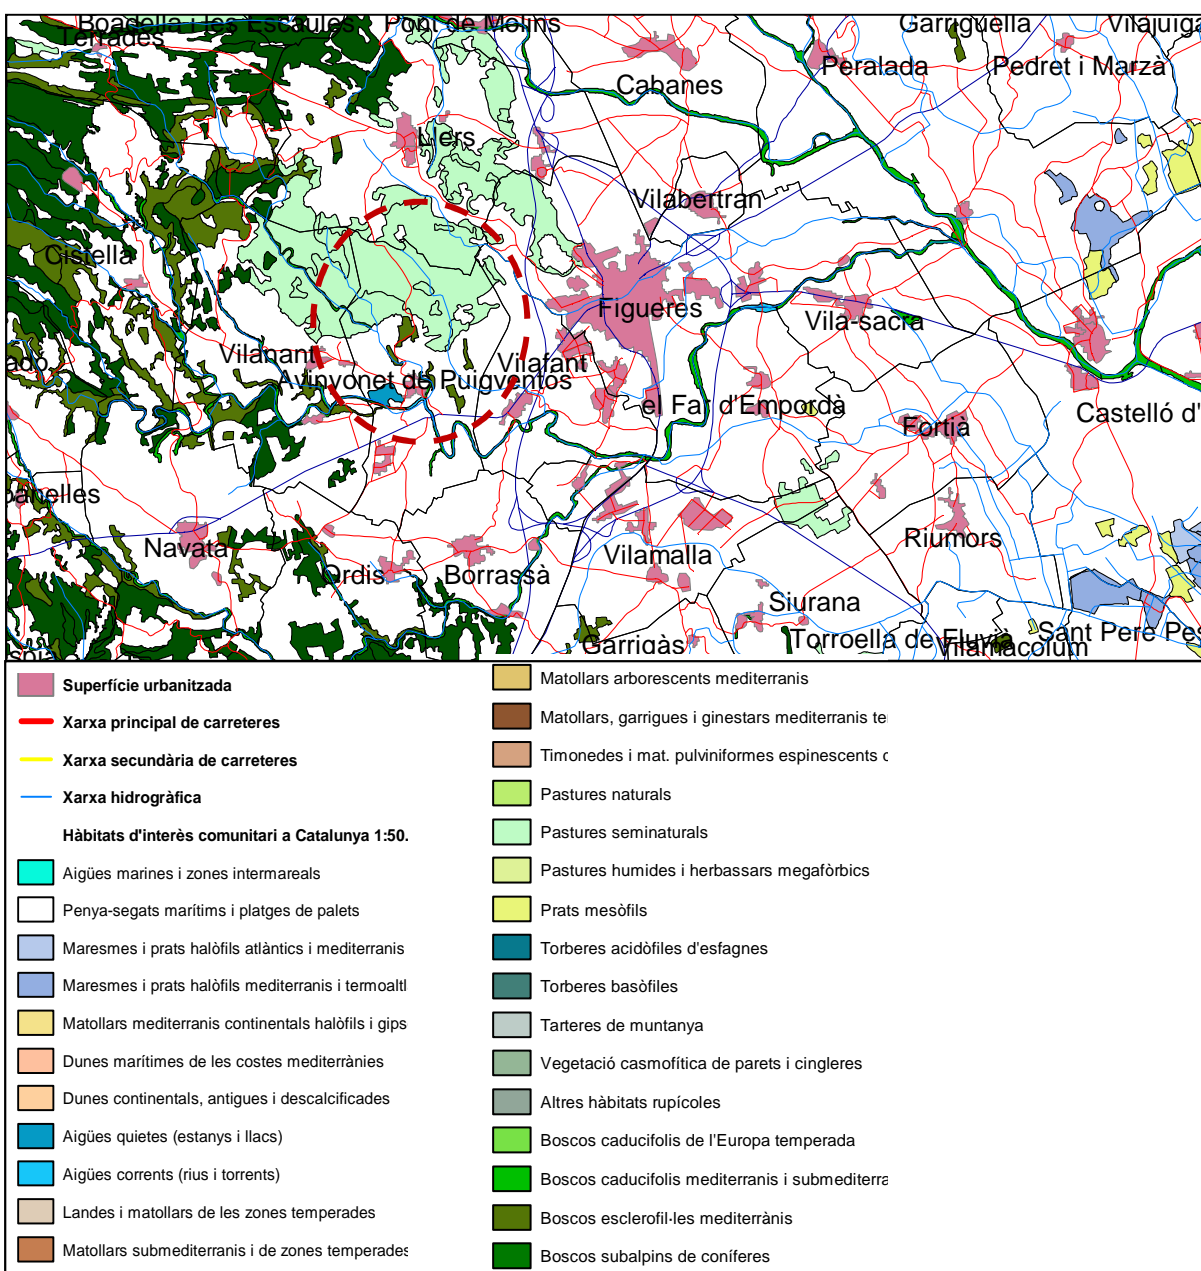 Boadella i les Escaules
Pont de Molins
Garriguella
Vilajuïga
Terrades
Cabanes
Peralada
Pedret i Marzà
Llers
Vilabertran
Cistella
Figueres
Vila-sacra
Vilanant
Vilafant
Avinyonet de Puigventós
el Far d'Empordà
Castelló d'
Fortià
banelles
Navata
Riumors
Vilamalla
Ordis
Borrassà
Siurana
Garrigàs
Torroella de Fluvià
Sant Pere Pes
Vilamacolum
Superfície urbanitzada
Xarxa principal de carreteres
Xarxa secundària de carreteres
Xarxa hidrogràfica
Hàbitats d'interès comunitari a Catalunya 1:50.
Aigües marines i zones intermareals
Penya-segats marítims i platges de palets
Maresmes i prats halòfils atlàntics i mediterranis
Maresmes i prats halòfils mediterranis i termoatl
Matollars mediterranis continentals halòfils i gips
Dunes marítimes de les costes mediterrànies
Dunes continentals, antigues i descalcificades
Aigües quietes (estanys i llacs)
Aigües corrents (rius i torrents)
Landes i matollars de les zones temperades
Matollars submediterranis i de zones temperades
Matollars arborescents mediterranis
Matollars, garrigues i ginestars mediterranis te
Timonedes i mat. pulviniformes espinescents
Pastures naturals
Pastures seminaturals
Pastures humides i herbassars megafòrbics
Prats mesòfils
Torberes acidòfiles d'esfagnes
Torberes basòfiles
Tarteres de muntanya
Vegetació casmofítica de parets i cingleres
Altres hàbitats rupícoles
Boscos caducifolis de l'Europa temperada
Boscos caducifolis mediterranis i submediterra
Boscos esclerofil·les mediterrànis
Boscos subalpins de coníferes